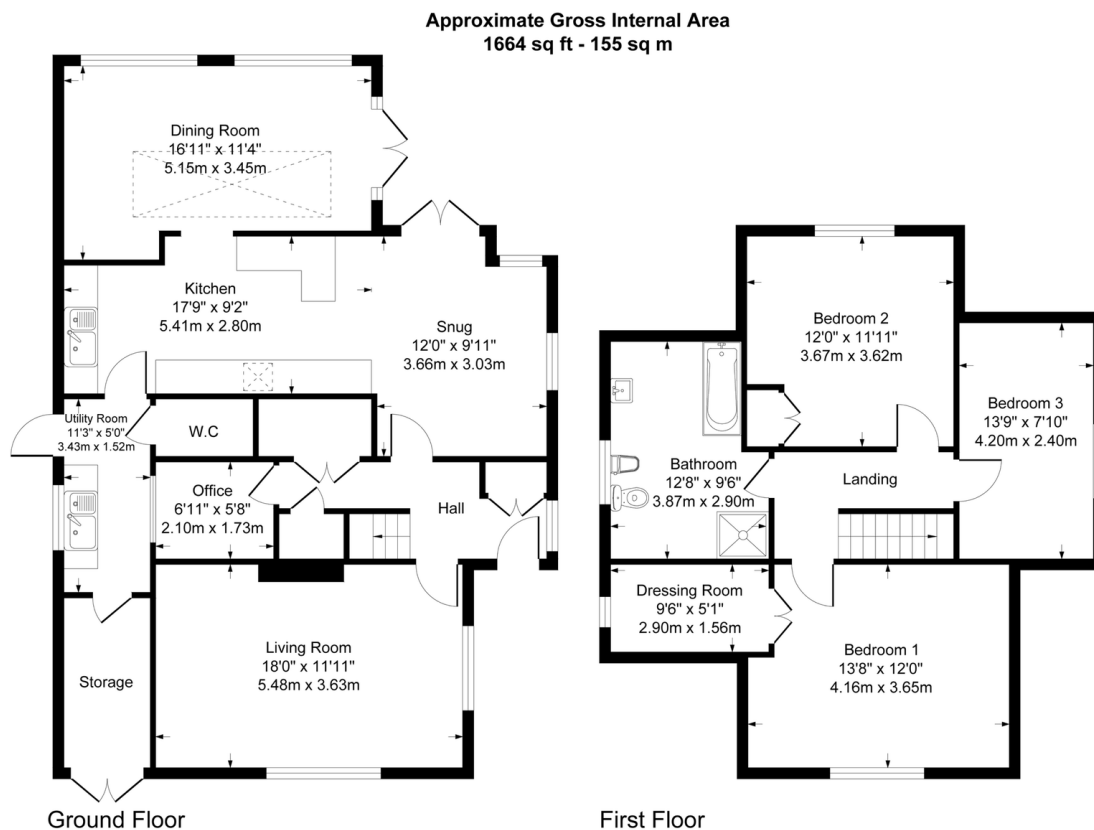 Approximate Gross Internal Area
1664 sq ft - 155 sq m
Dining Room
16'11" x 11'4"
5.15m x 3.45m
Kitchen
17'9" x 9'2"
5.41m x 2.80m
Snug
12'0" x 9'11"
3.66m x 3.03m
Utility Room
11'3" x 5'0"
3.43m x 1.52m
W.C
Office
6'11" x 5'8"
2.10m x 1.73m
Hall
Living Room
18'0" x 11'11"
5.48m x 3.63m
Storage
Ground Floor
Bedroom 2
12'0" x 11'11"
3.67m x 3.62m
Bedroom 3
13'9" x 7'10"
4.20m x 2.40m
Bathroom
12'8" x 9'6"
3.87m x 2.90m
Landing
Dressing Room
9'6" x 5'1"
2.90m x 1.56m
Bedroom 1
13'8" x 12'0"
4.16m x 3.65m
First Floor